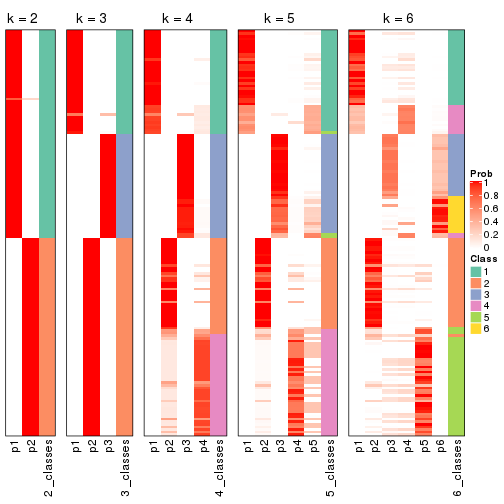 k = 2
k = 3
k = 4
k = 5
k = 6
Prob
1
0.8
0.6
0.4
0.2
0
Class
1
2
3
4
5
6
p1
p2
2_classes
p1
p2
p3
3_classes
p1
p2
p3
p4
4_classes
p1
p2
p3
p4
p5
5_classes
p1
p2
p3
p4
p5
p6
6_classes